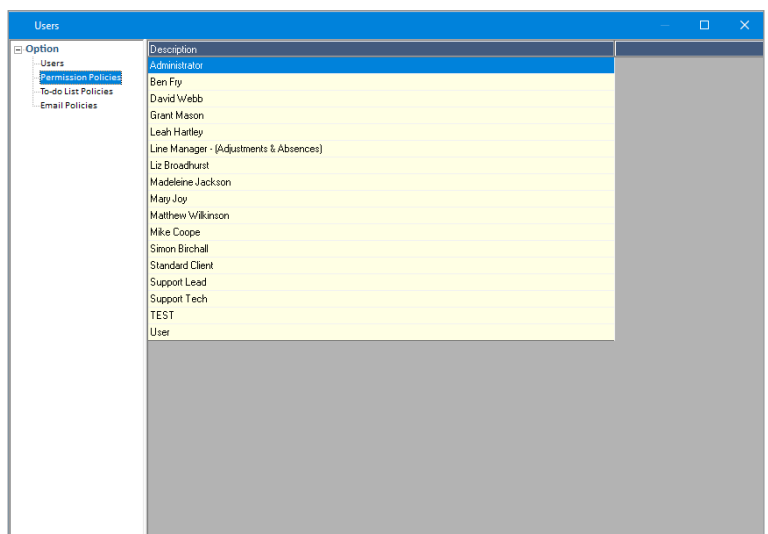 Users
Option
Users
Permission Policies
To-do List Policies
Email Policies
Description
Administrator
Ben Fry
David Webb
Grant Mason
Leah Hartley
Line Manager - (Adjustments & Absences)
Liz Broadhurst
Madeleine Jackson
Mary Joy
Matthew Wilkinson
Mike Coope
Simon Birchall
Standard Client
Support Lead
Support Tech
TEST
User